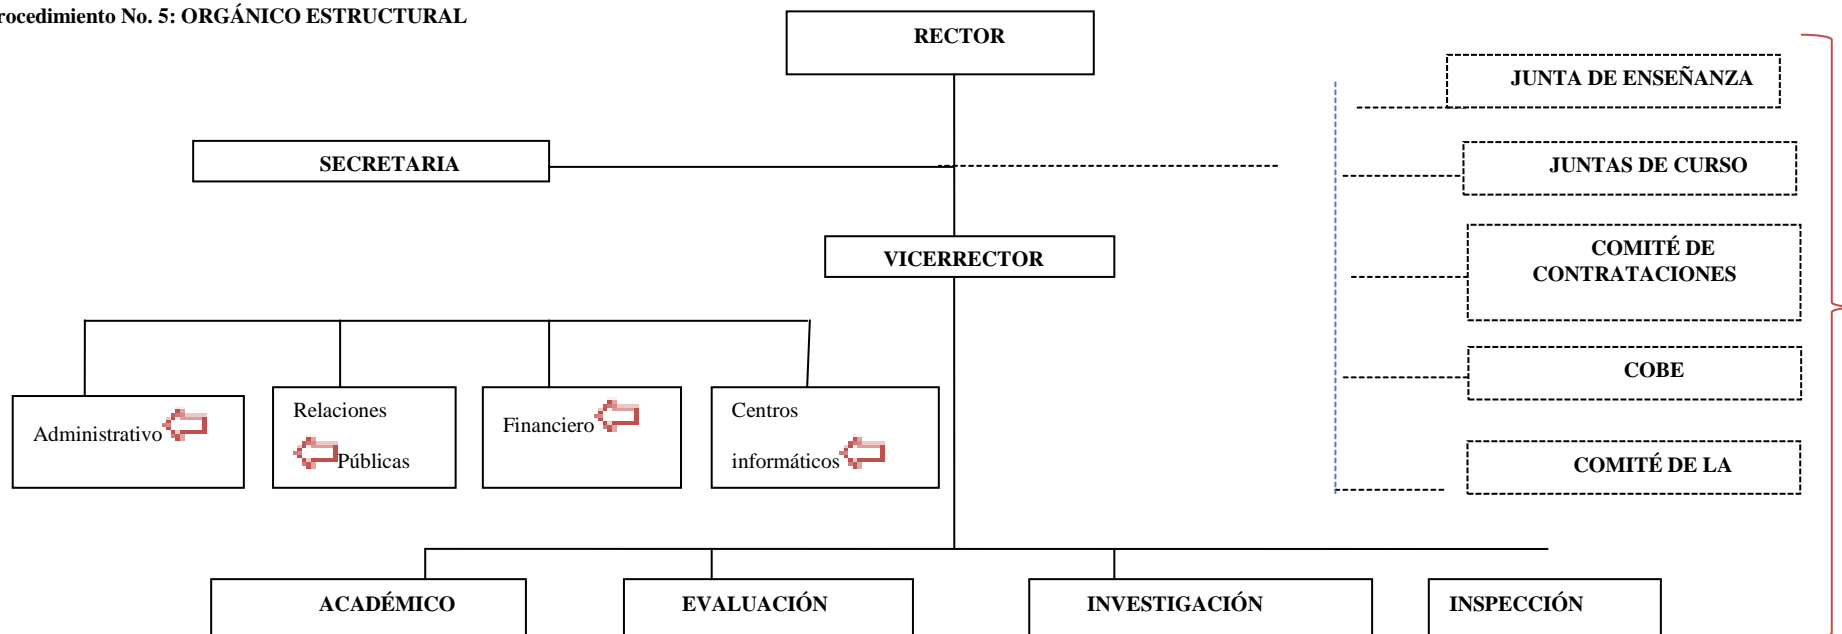 rocedimiento No. 5: ORGÁNICO ESTRUCTURAL
RECTOR
JUNTA DE ENSEÑANZA
SECRETARIA
JUNTAS DE CURSO
VICERRECTOR
COMITÉ DE
CONTRATACIONES
COBE
Administrativo
Relaciones
Públicas
Financiero
Centros
informáticos
COMITÉ DE LA
ACADÉMICO
EVALUACIÓN
INVESTIGACIÓN
INSPECCIÓN